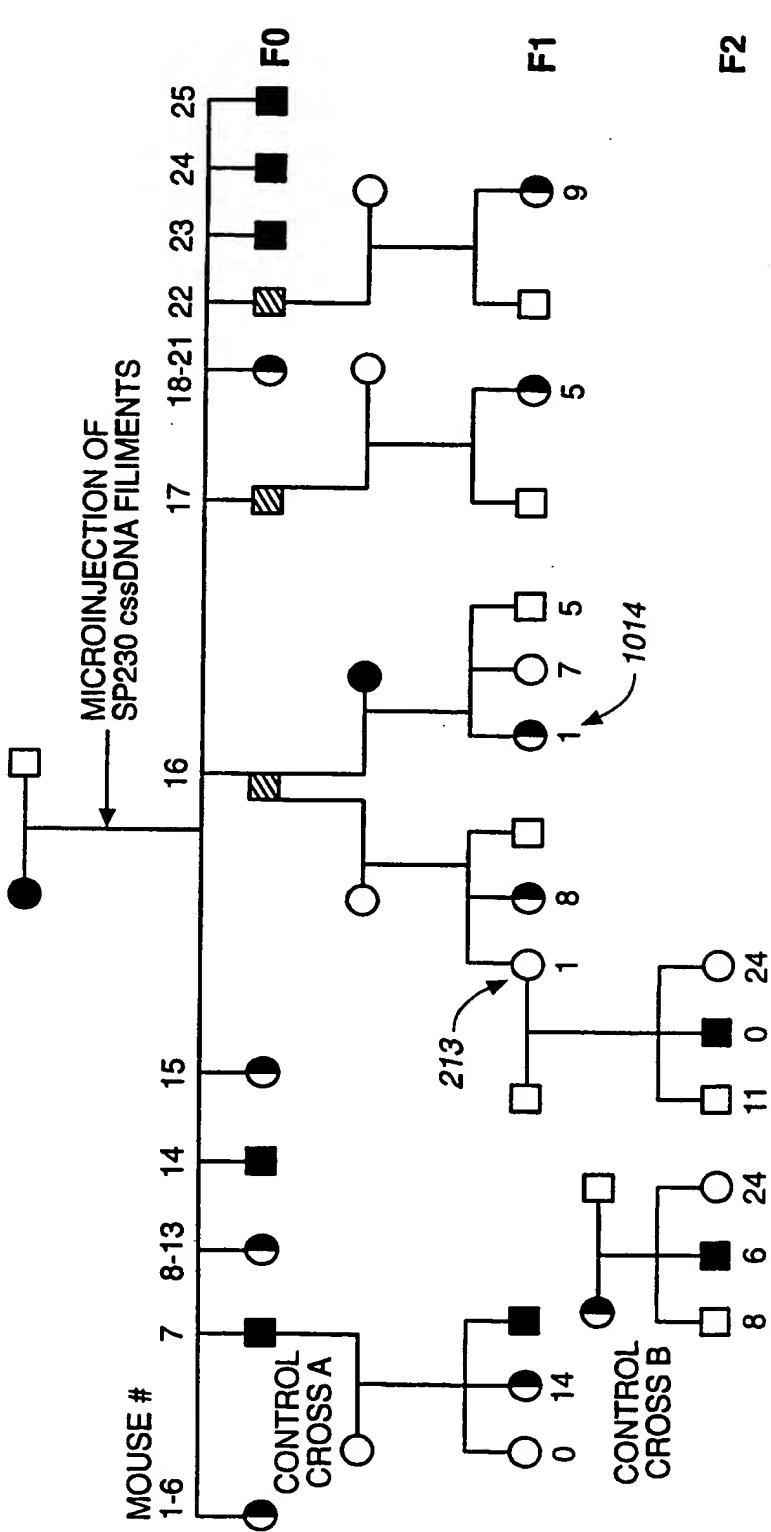 MICROINJECTION OF
SP230 cssDNA FILIMENTS
MOUSE #
1-6 7 8-13 14 15 16 17 18-21 22 23 24 25
F0
CONTROL
CROSS A
0 14
213
1 8
1 7 5
1014
5
9
F1
CONTROL
CROSS B
8 6 24
11 0 24
F2